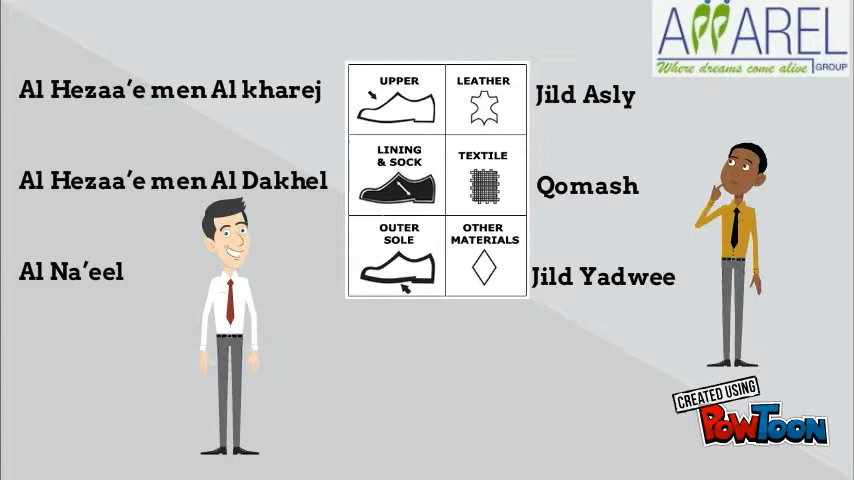 APPAREL
GROUP
Where dreams come alive
Al Hezaa’e men Al kharej
UPPER
LEATHER
Jild Asly
Al Hezaa’e men Al Dakhel
LINING
& SOCK
TEXTILE
Qomash
Al Na’eel
OUTER
SOLE
OTHER
MATERIALS
Jild Yadwee
CREATED USING
POWTOON